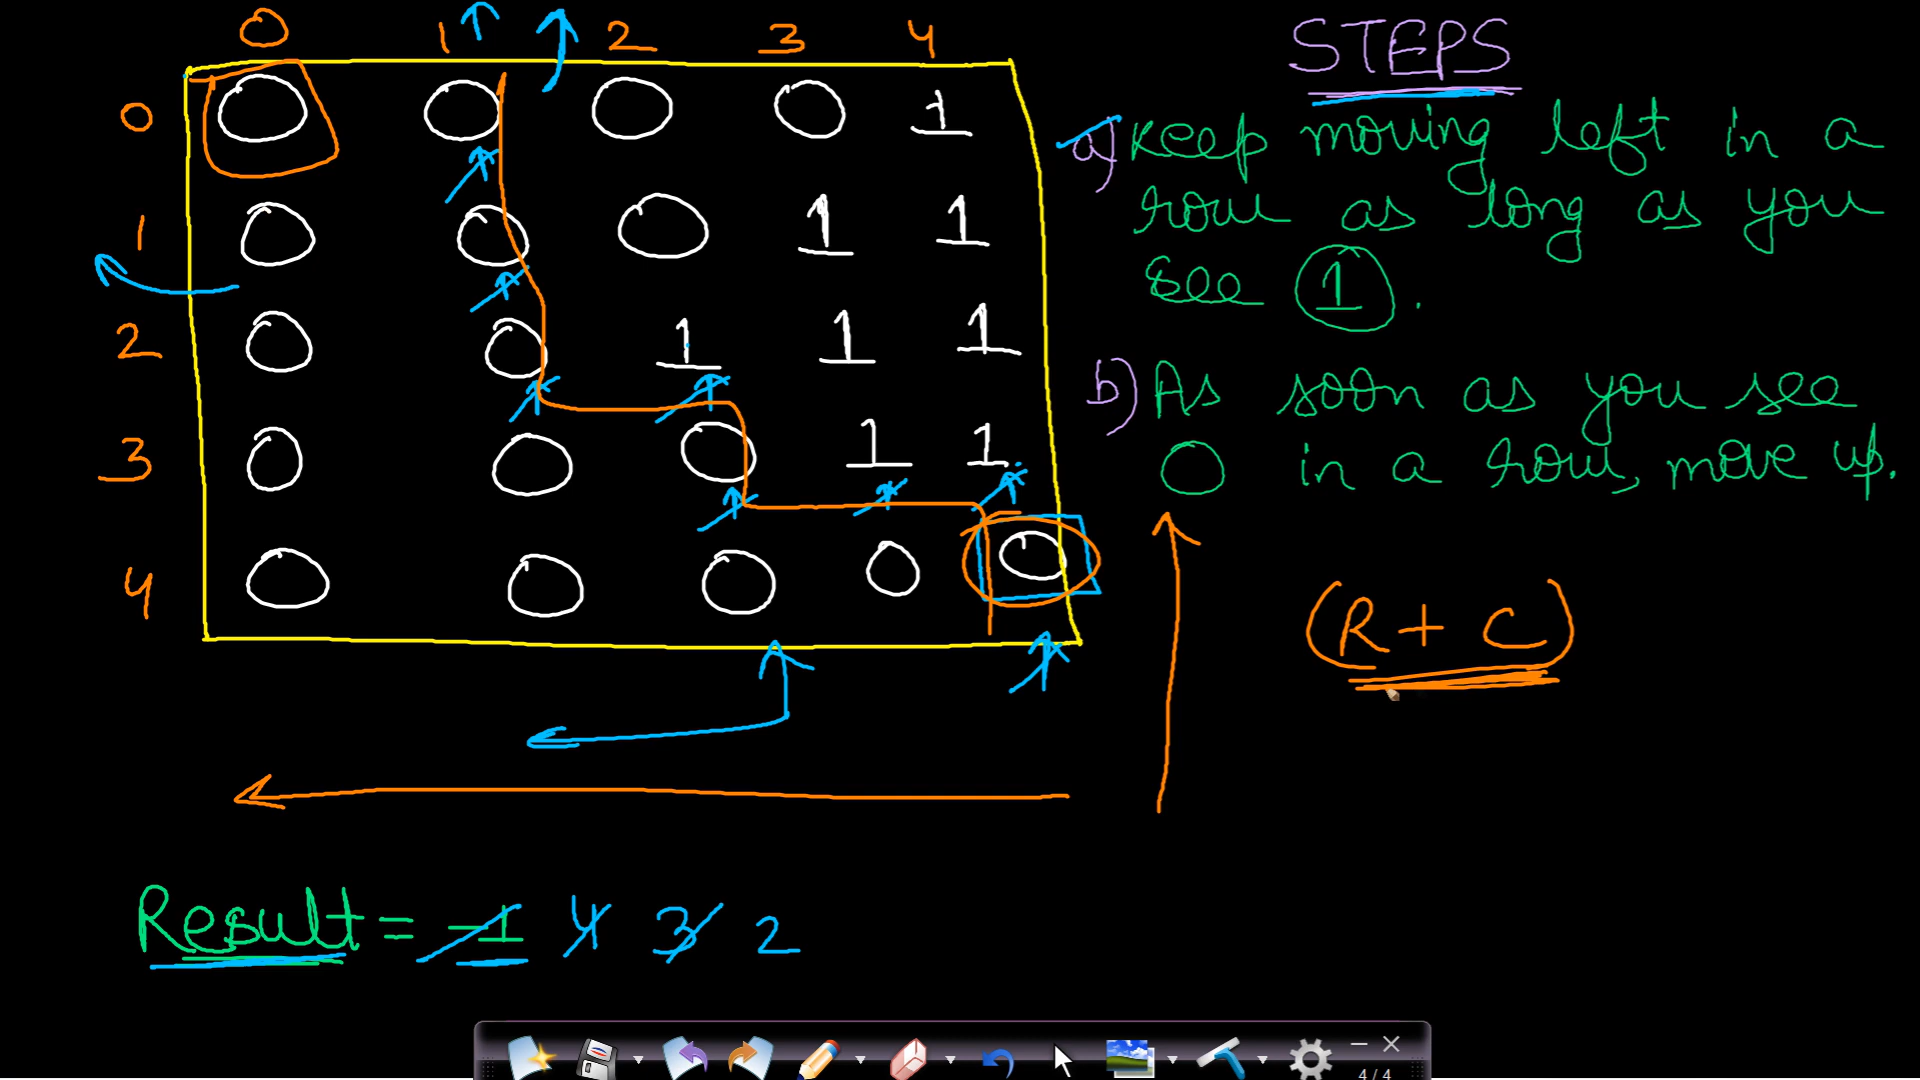 0 1 2 3 4
0 0 0 0 0 1
1 0 0 0 1 1
2 0 0 1 1 1
3 0 0 0 1 1
4 0 0 0 0 0
STEPS
a) Keep moving left in a
row as long as you
see 1.
b) As soon as you see
0 in a row, move up.
(R + C)
Result = -1 4 3 2
4/4